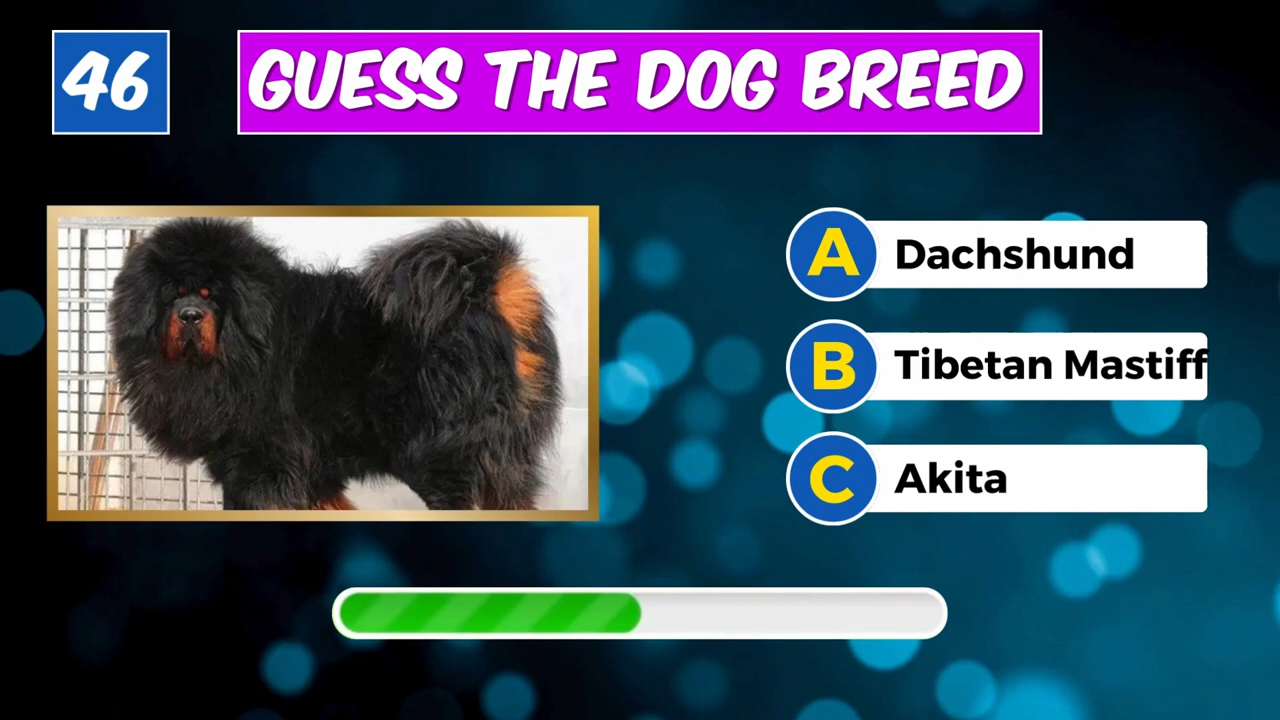 46
GUESS THE DOG BREED
A Dachshund
B Tibetan Mastiff
C Akita